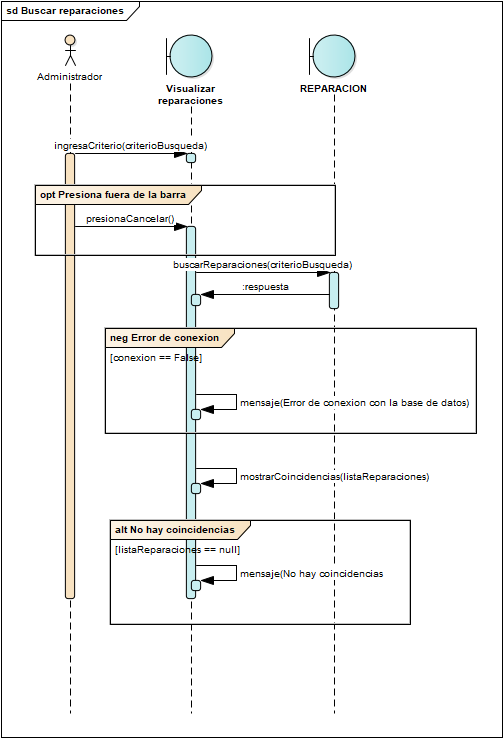 sd Buscar reparaciones
Administrador
Visualizar
reparaciones
REPARACION
ingresaCriterio(criterioBusqueda)
opt Presiona fuera de la barra
presionaCancelar()
buscarReparaciones(criterioBusqueda)
:respuesta
neg Error de conexion
[conexion == False]
mensaje(Error de conexion con la base de datos)
mostrarCoincidencias(listaReparaciones)
alt No hay coincidencias
[listaReparaciones == null]
mensaje(No hay coincidencias